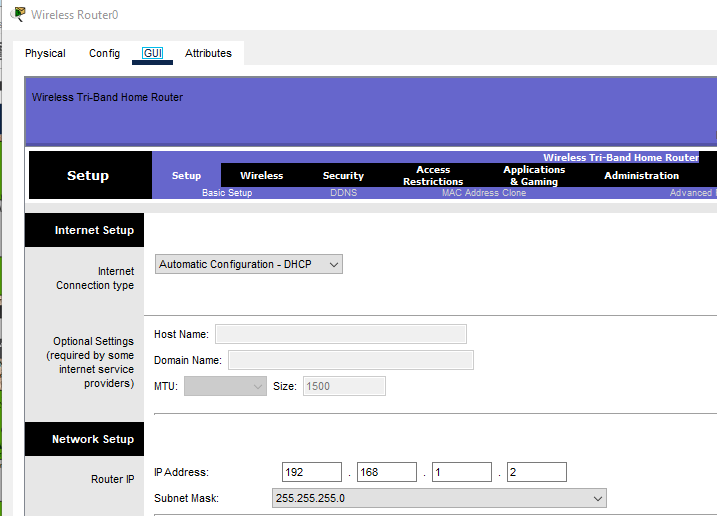 Wireless Router0
Physical Config GUI Attributes
Wireless Tri-Band Home Router
Wireless Tri-Band Home Router
Setup
Setup Wireless Security Access Restrictions Applications & Gaming Administration
Basic Setup DDNS MAC Address Clone Advanced
Internet Setup
Internet
Connection type
Automatic Configuration - DHCP
Optional Settings
(required by some
internet service
providers)
Host Name:
Domain Name:
MTU: Size: 1500
Network Setup
Router IP
IP Address: 192 . 168 . 1 . 2
Subnet Mask: 255.255.255.0